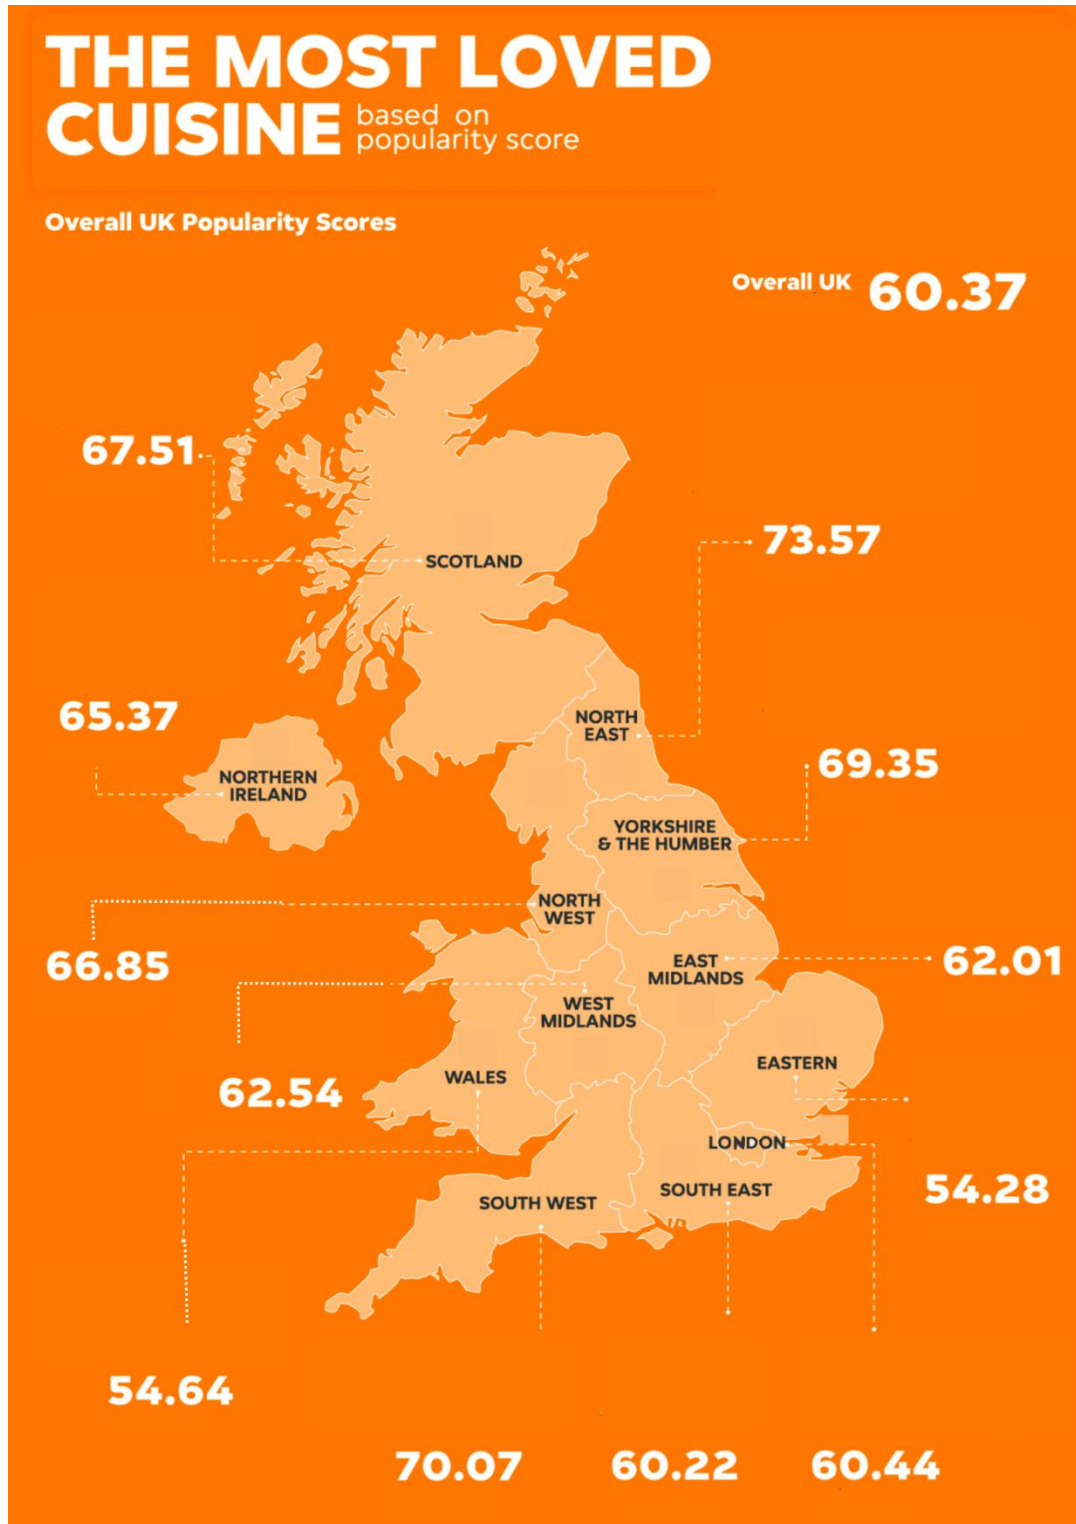 THE MOST LOVED
CUISINE based on
popularity score
Overall UK Popularity Scores
Overall UK 60.37
67.51
SCOTLAND
73.57
65.37
NORTH
EAST
69.35
NORTHERN
IRELAND
YORKSHIRE
& THE HUMBER
NORTH
WEST
66.85
EAST
MIDLANDS
62.01
WEST
MIDLANDS
62.54
WALES
EASTERN
LONDON
54.28
SOUTH WEST
SOUTH EAST
54.64
70.07
60.22
60.44